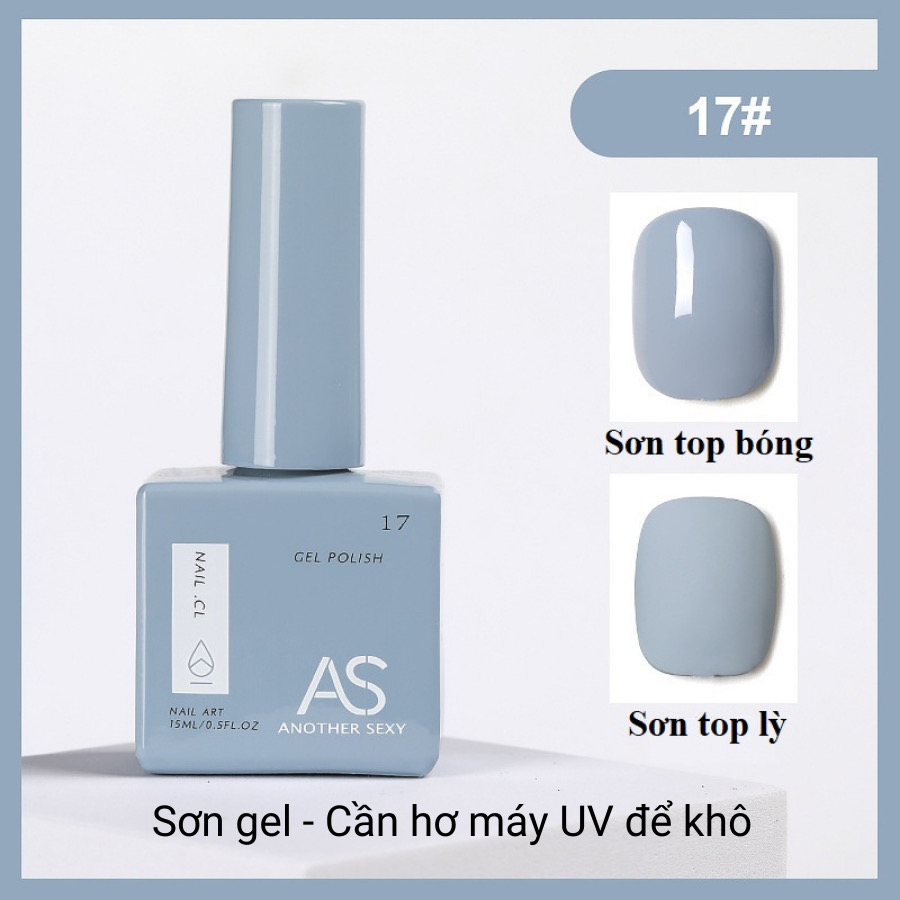 17#
Sơn top bóng
Sơn top lỳ
17
GEL POLISH
NAIL .CL
NAIL ART
15ML/0.5FL.OZ
AS
ANOTHER SEXY
Sơn gel - Cần hơ máy UV để khô